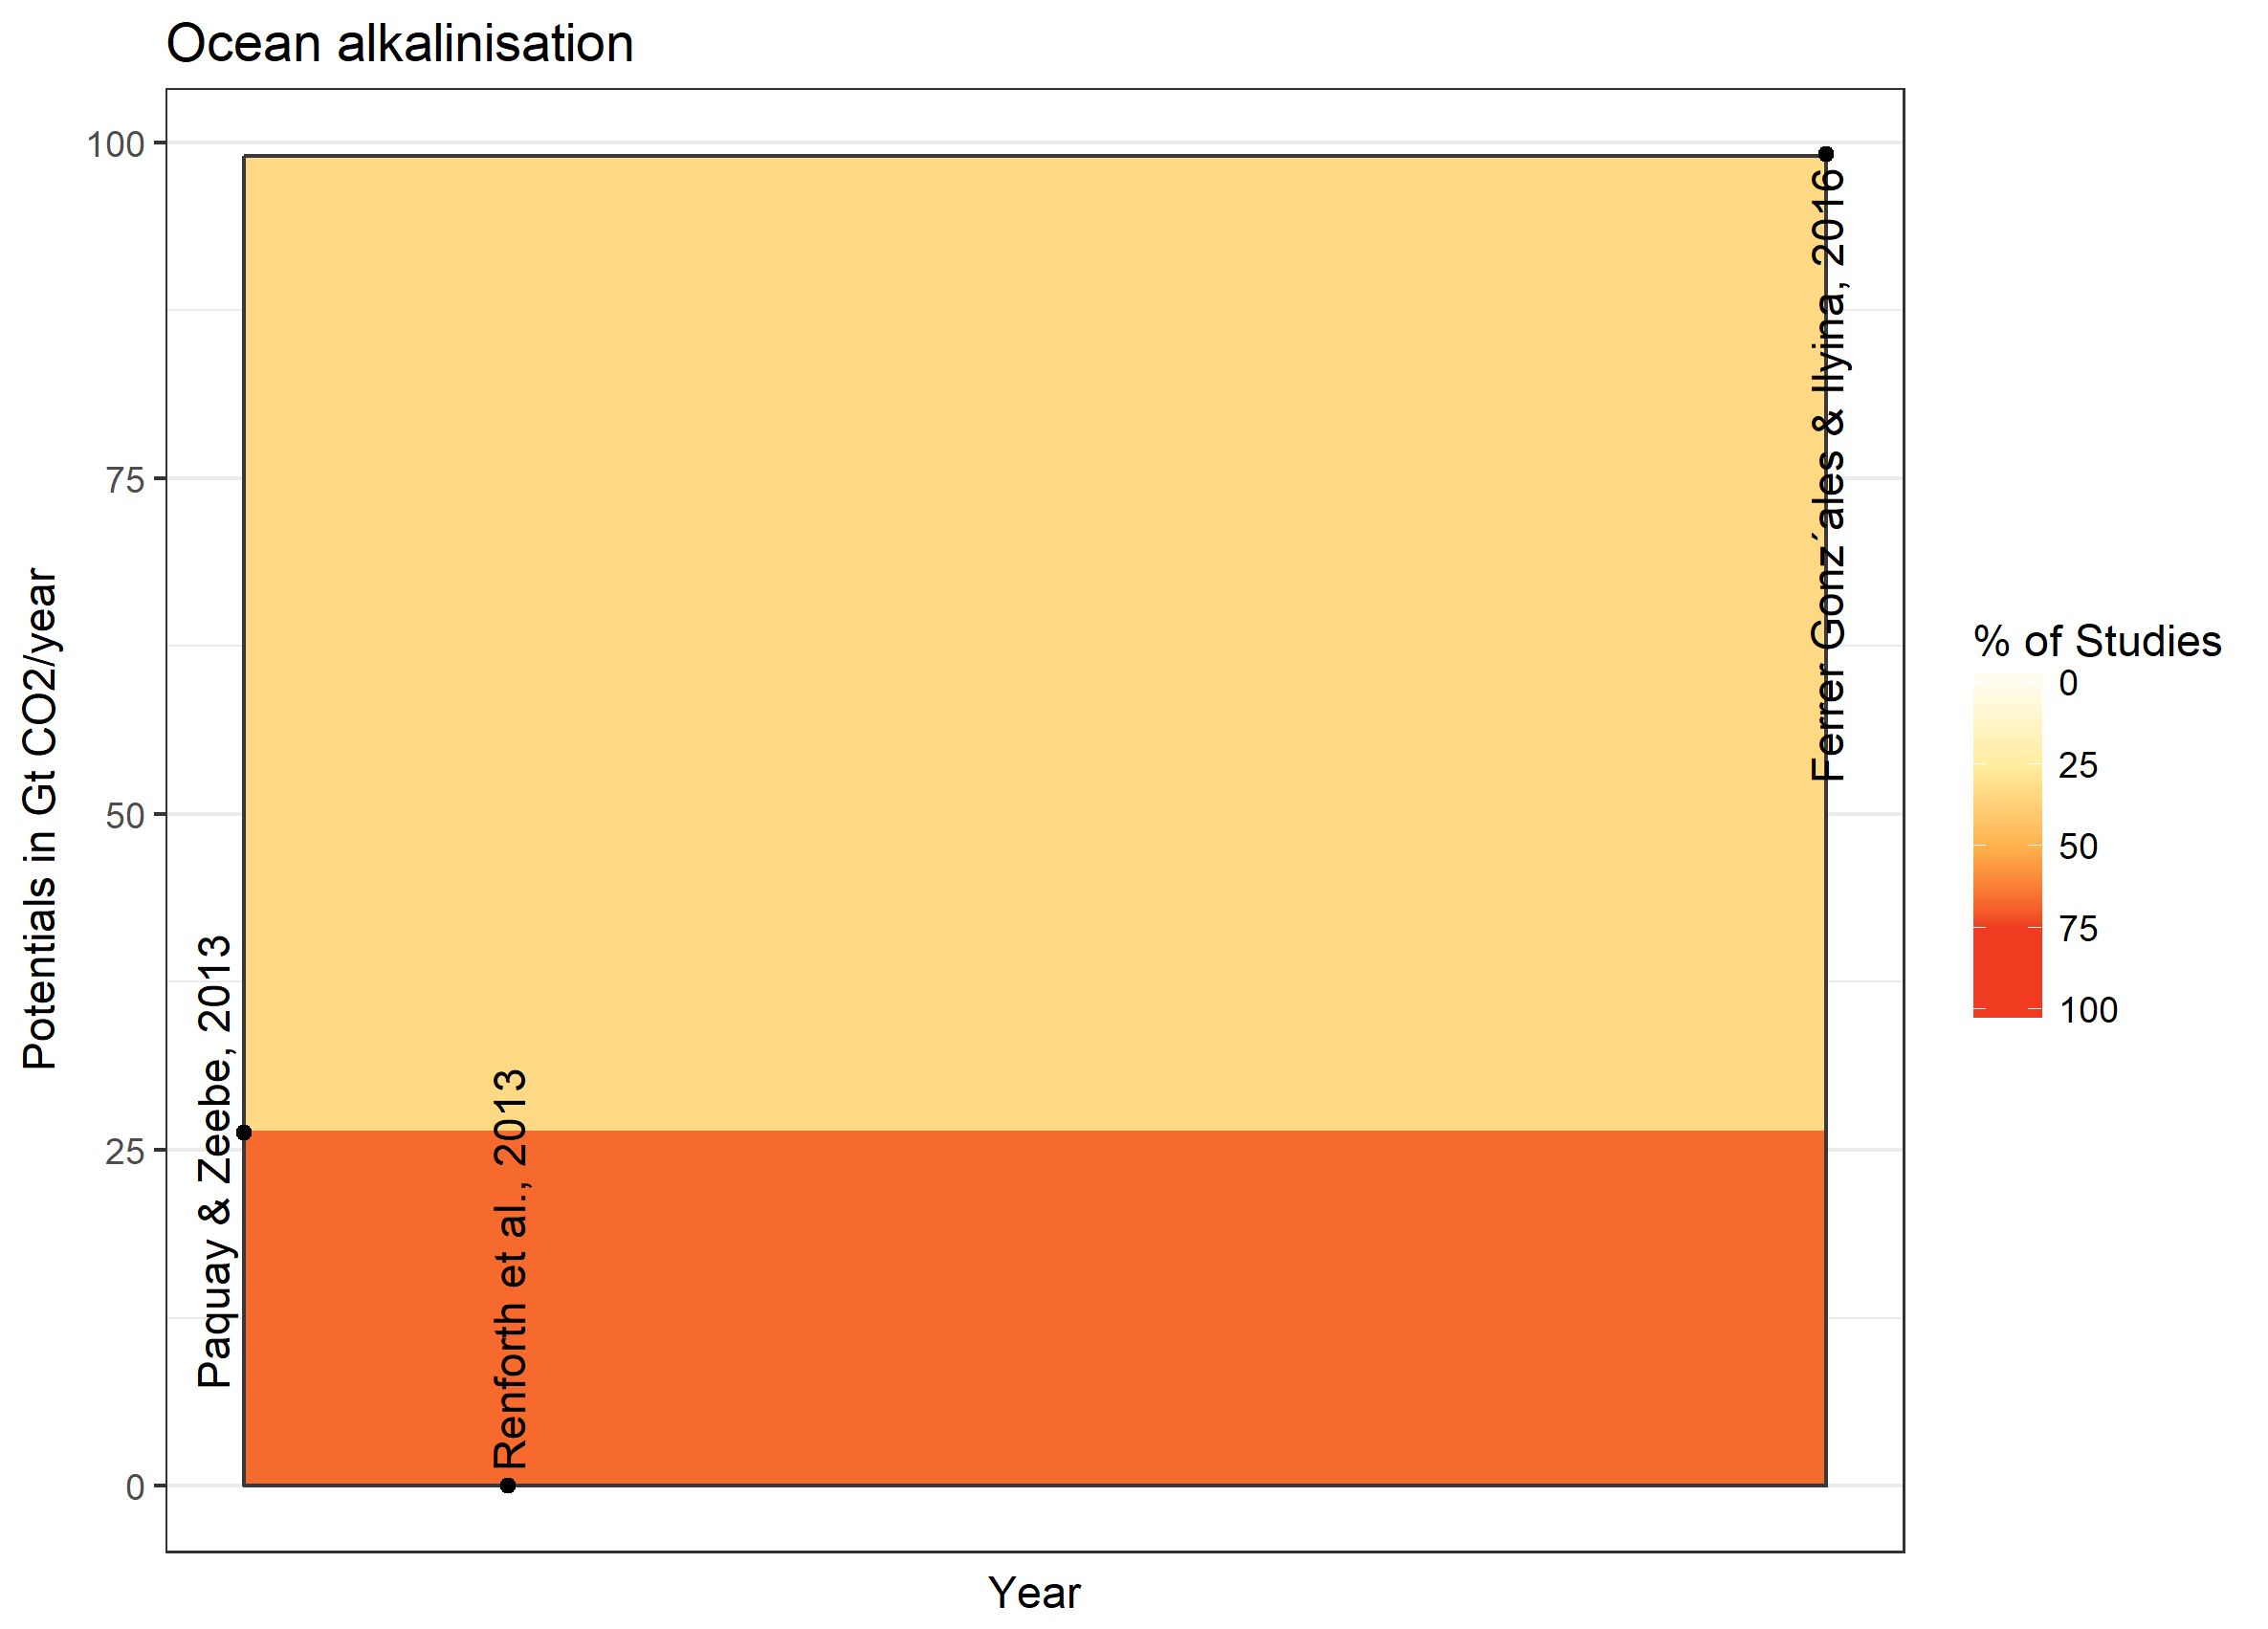 Ocean alkalinisation
Potentials in Gt CO2/year
100
75
50
25
0
Paquay & Zeebe, 2013
Renforth et al., 2013
Ferrer Gonz´ales & Ilyina, 2016
Year
% of Studies
0
25
50
75
100